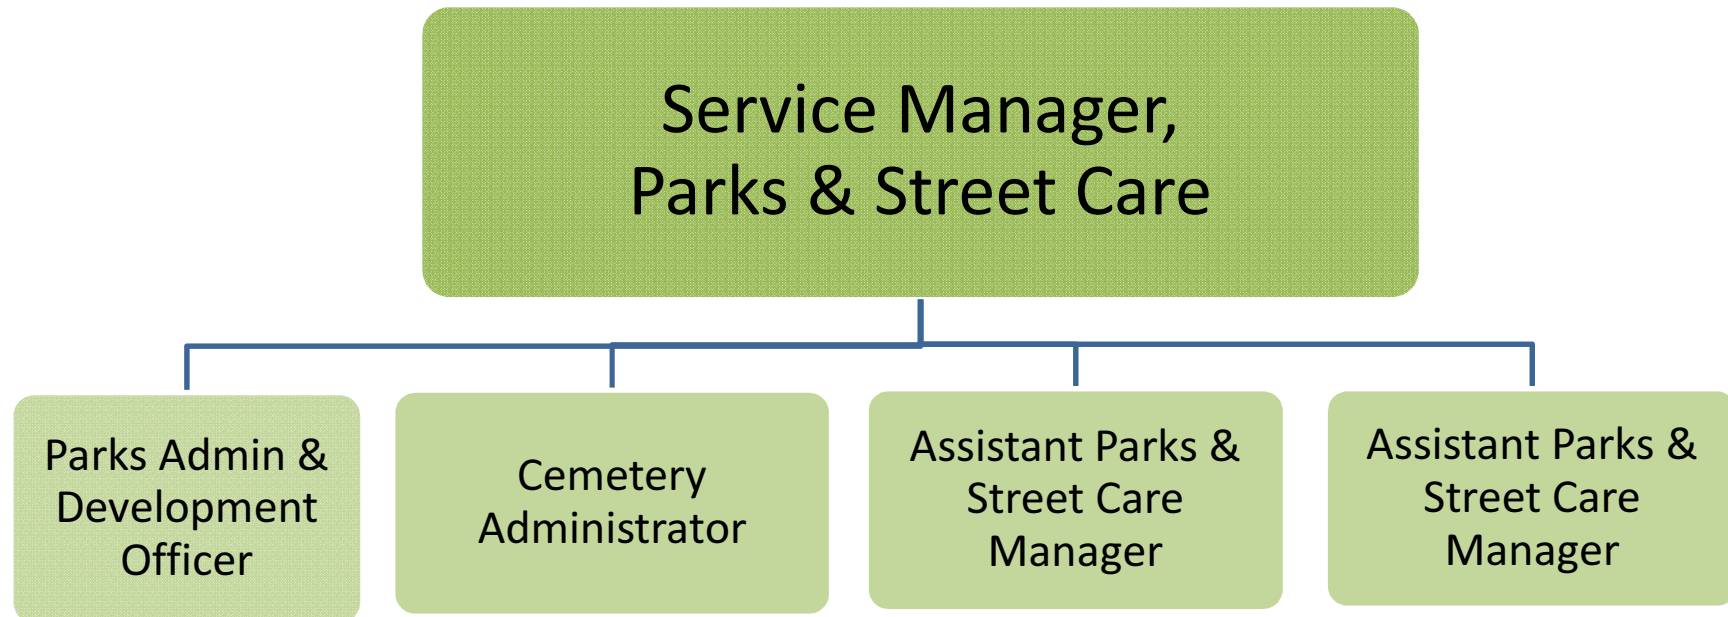 Service Manager,
Parks & Street Care
Parks Admin &
Development
Officer
Cemetery
Administrator
Assistant Parks &
Street Care
Manager
Assistant Parks &
Street Care
Manager